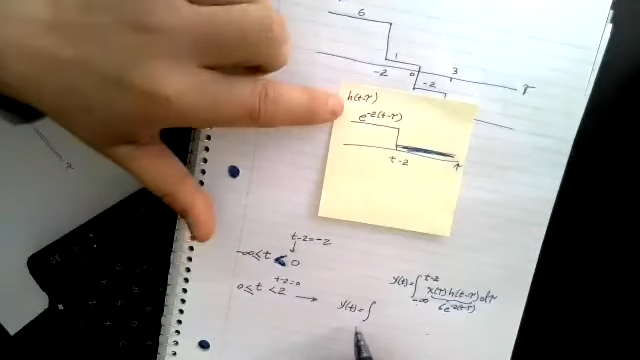 6
1
-2 0 3 τ
-2
h(t-τ)
e^-2(t-τ)
t-2 τ
t-2=-2
-∞≤t<0
t-2=0
0≤t<2 → y(t)=∫
y(t)=∫_-∞^t-2 x(τ)h(t-τ)dτ
6e^-2(t-τ)
x